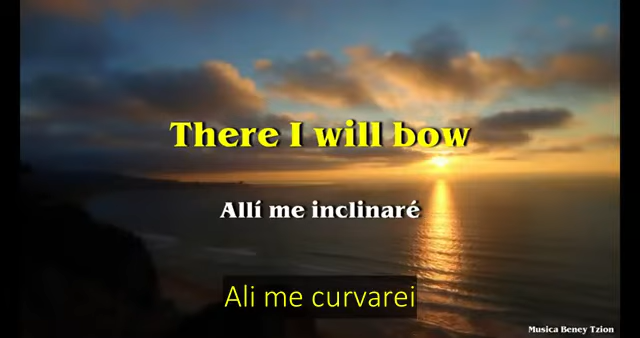 There I will bow
Allí me inclinaré
Ali me curvarei
Musica Beney Tzion